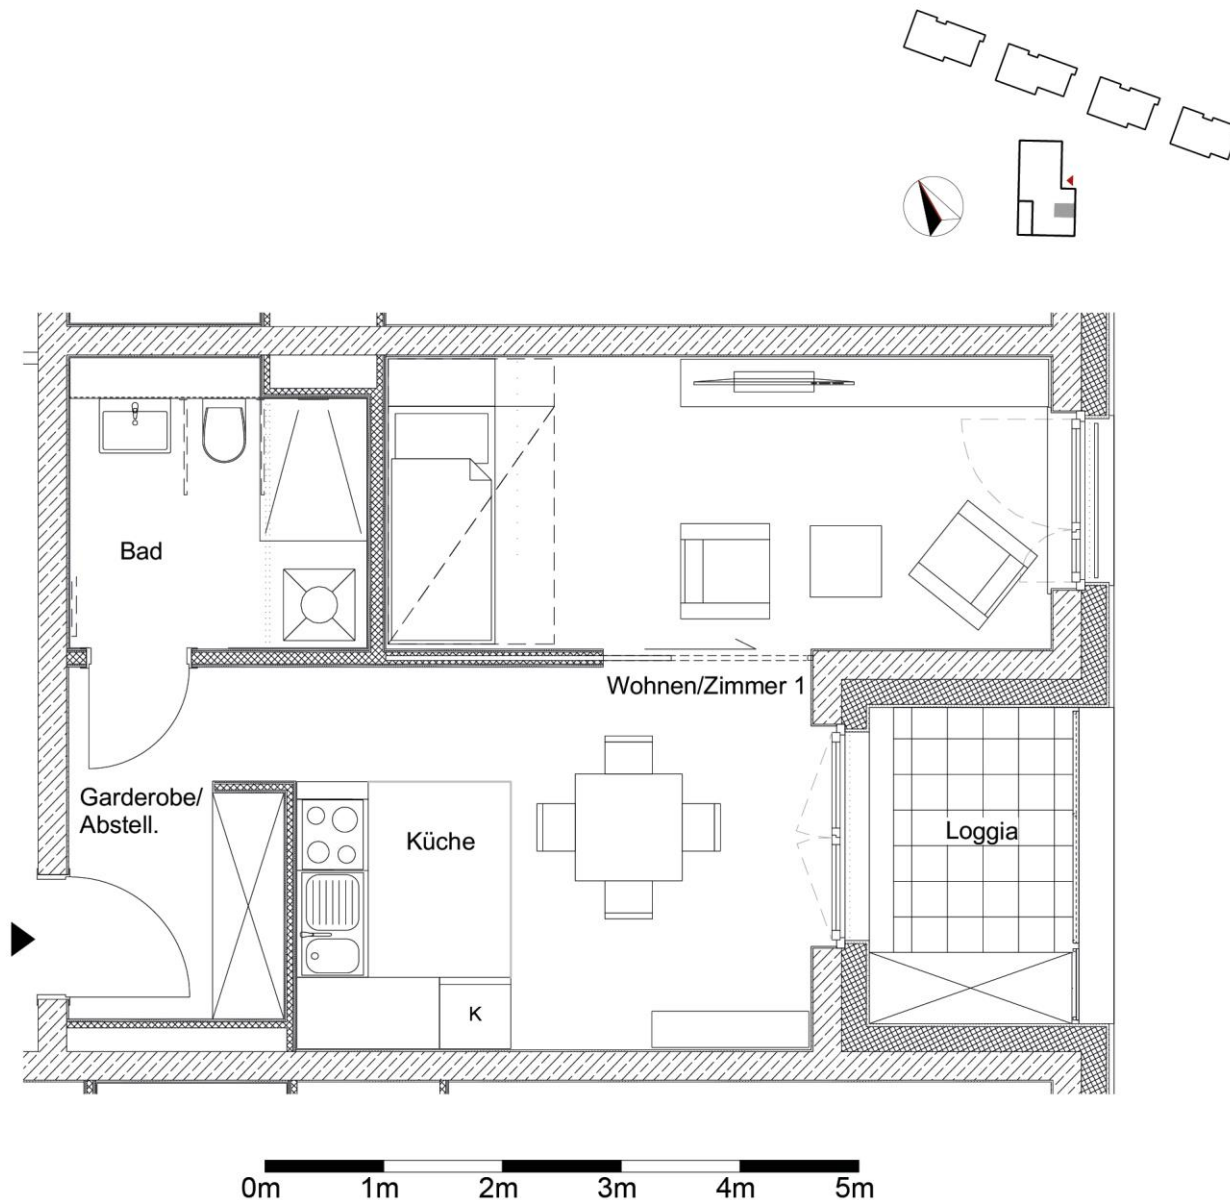 Bad
Wohnen/Zimmer 1
Garderobe/
Abstell.
Küche
Loggia
K
0m 1m 2m 3m 4m 5m